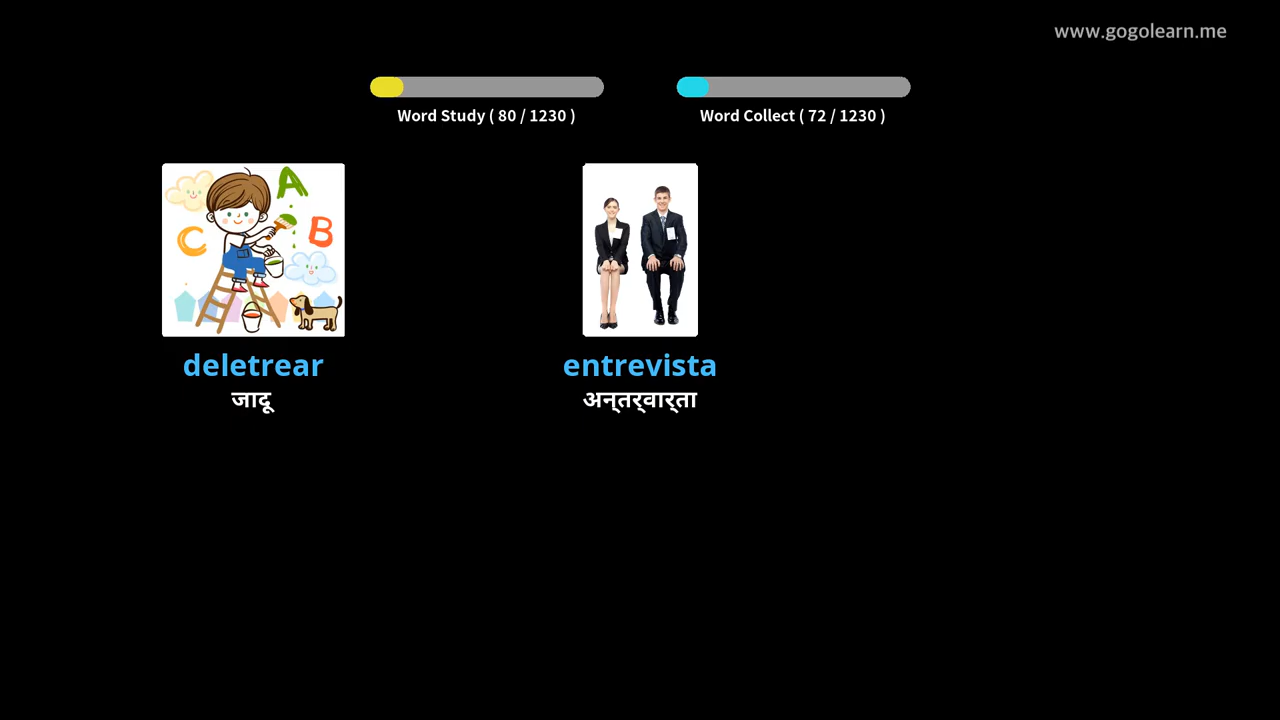 www.gogolearn.me
Word Study ( 80 / 1230 )
Word Collect ( 72 / 1230 )
A
B
C
deletrear
जादू
entrevista
अन्‌तर्‌वार्‌ता